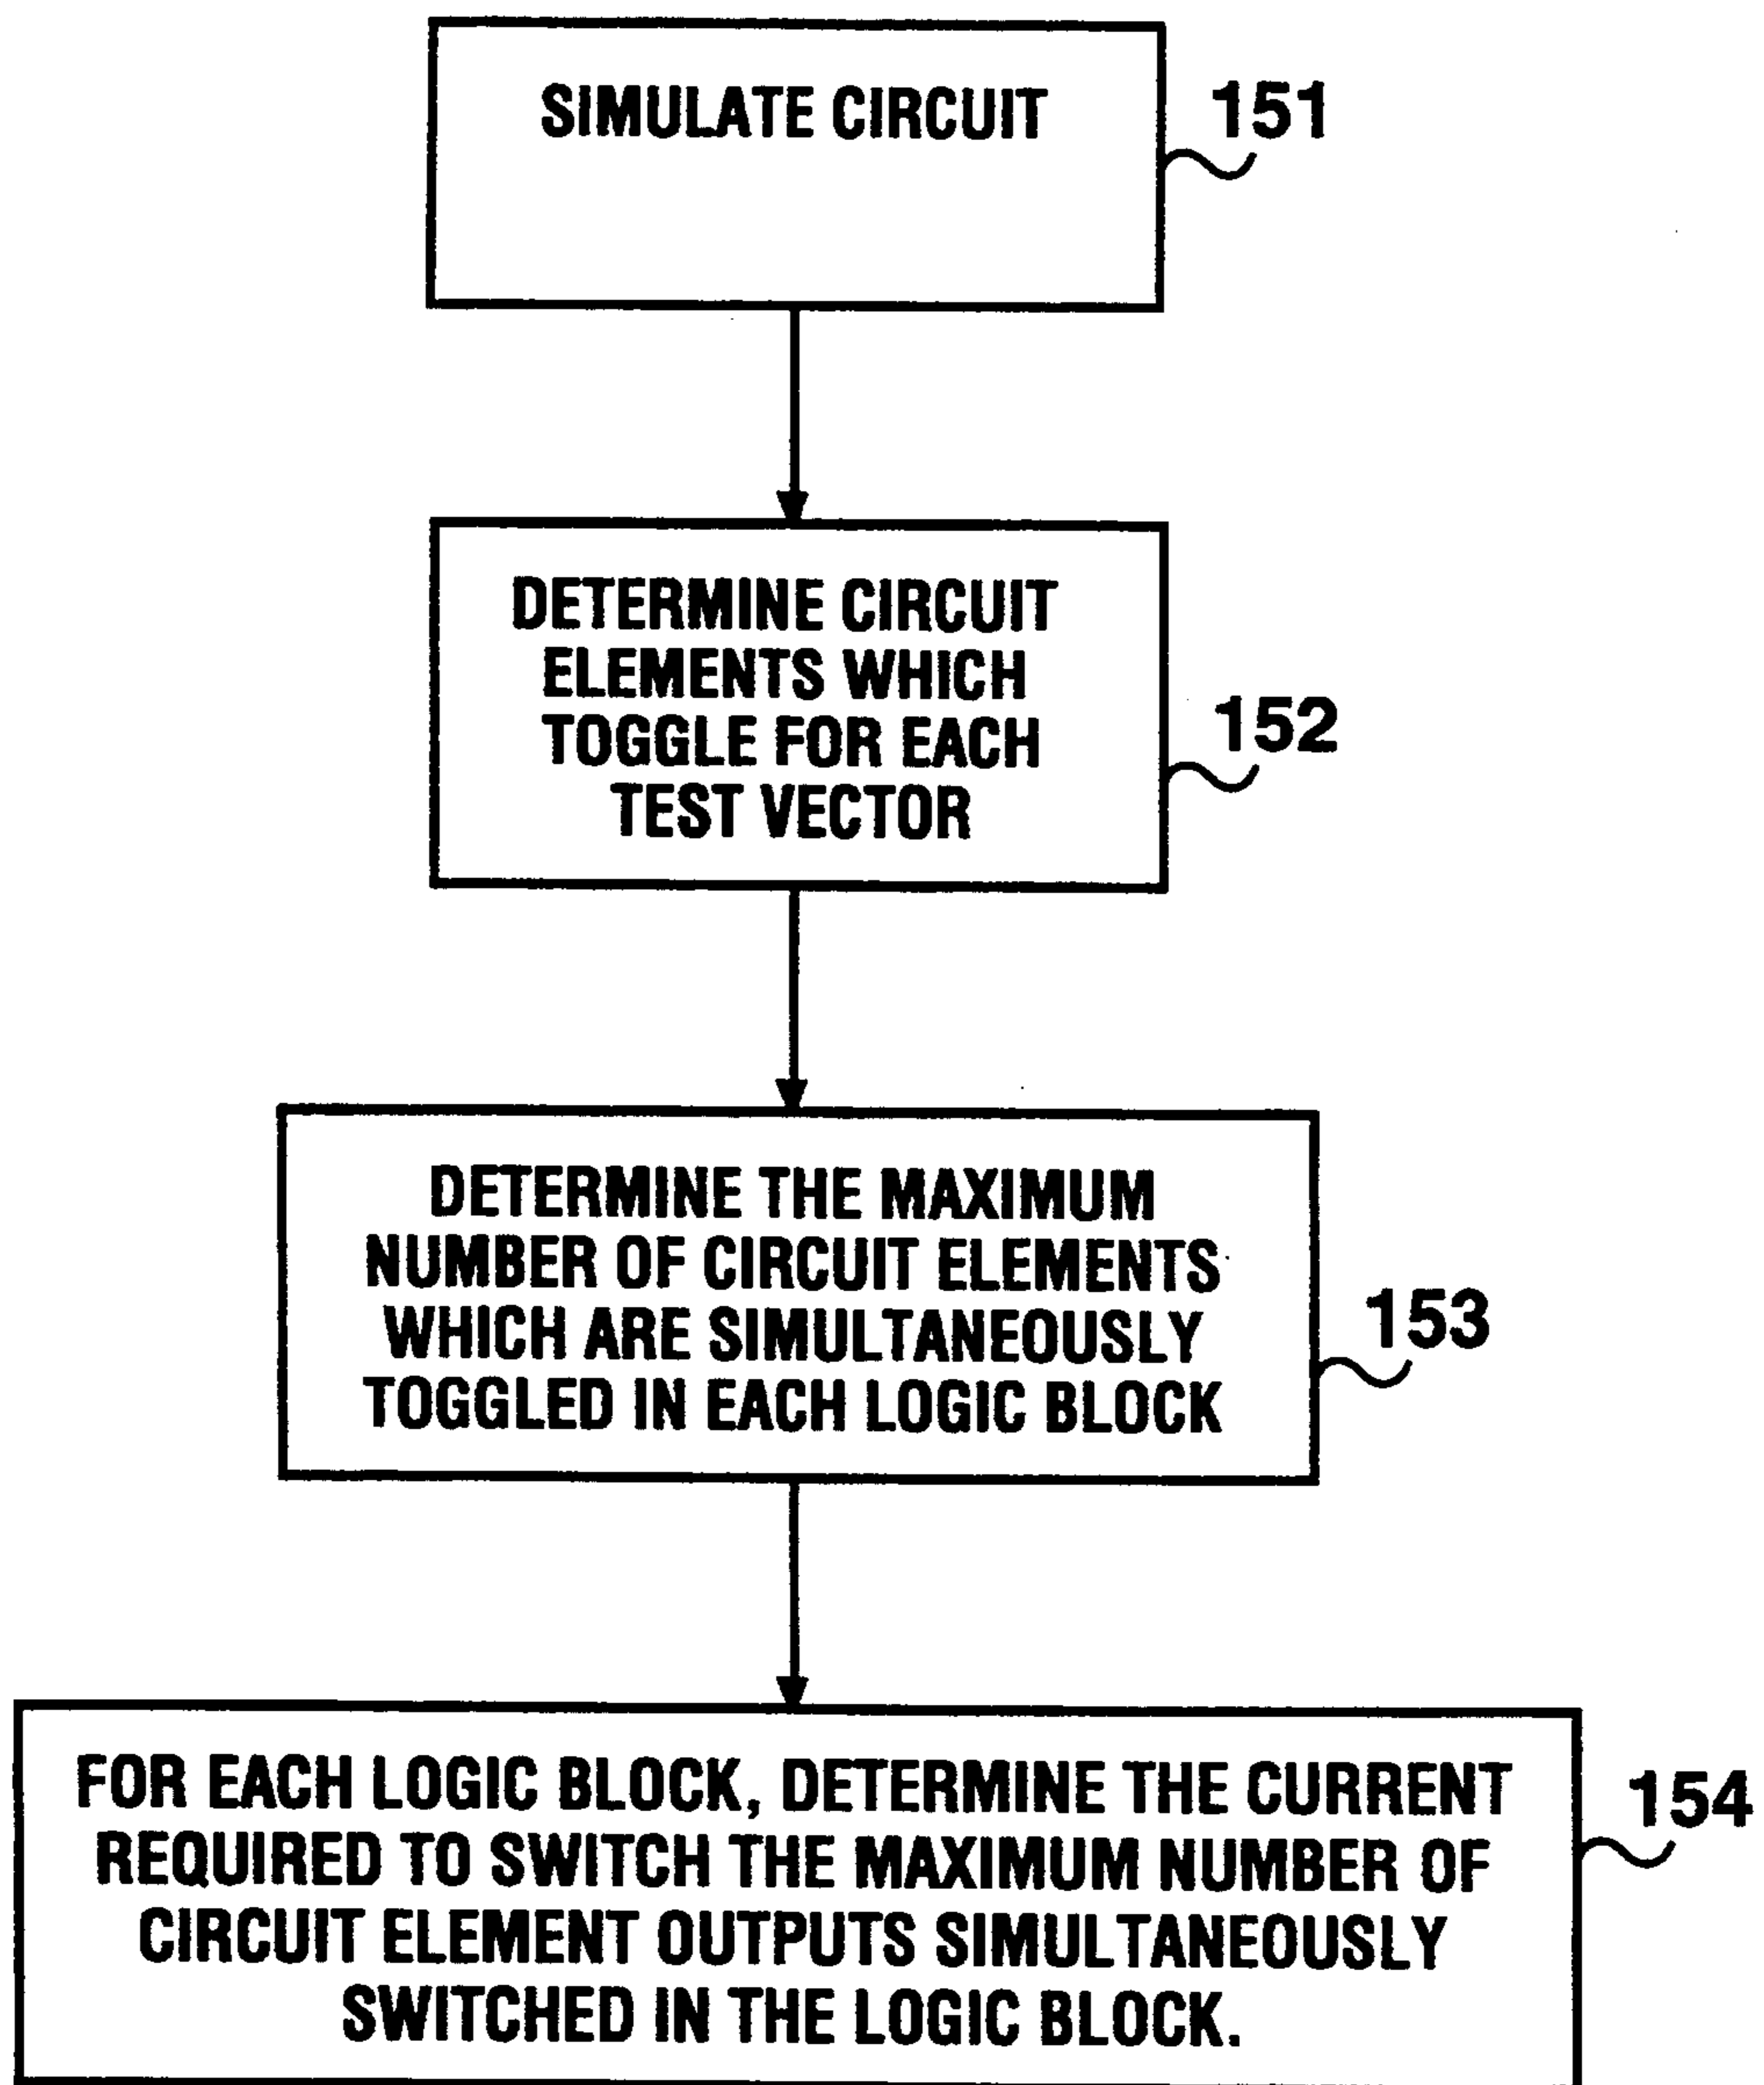 SIMULATE CIRCUIT
151
DETERMINE CIRCUIT
ELEMENTS WHICH
TOGGLE FOR EACH
TEST VECTOR
152
DETERMINE THE MAXIMUM
NUMBER OF CIRCUIT ELEMENTS
WHICH ARE SIMULTANEOUSLY
TOGGLED IN EACH LOGIC BLOCK
153
FOR EACH LOGIC BLOCK, DETERMINE THE CURRENT
REQUIRED TO SWITCH THE MAXIMUM NUMBER OF
CIRCUIT ELEMENT OUTPUTS SIMULTANEOUSLY
SWITCHED IN THE LOGIC BLOCK.
154